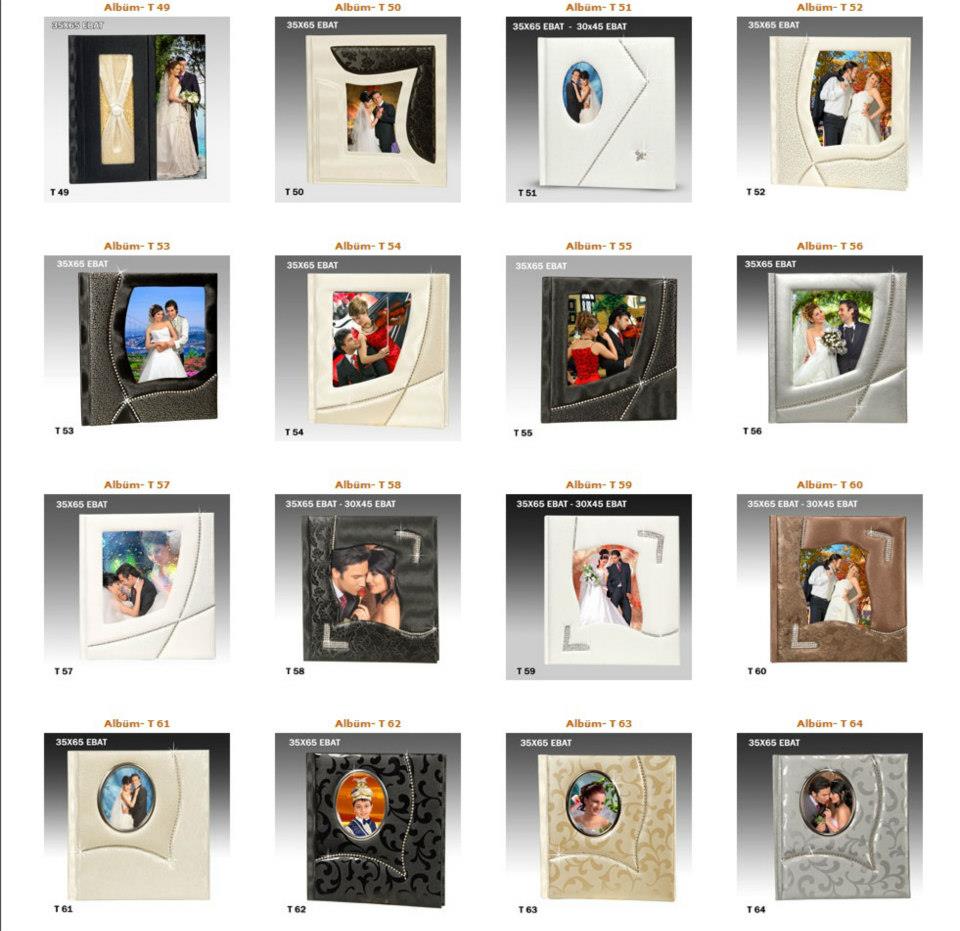 Albüm- T 49
Albüm- T 50
Albüm- T 51
Albüm- T 52
35X65 EBAT
35X65 EBAT
35X65 EBAT - 30x45 EBAT
35X65 EBAT
T 49
T 50
T 51
T 52
Albüm- T 53
Albüm- T 54
Albüm- T 55
Albüm- T 56
35X65 EBAT
35X65 EBAT
35X65 EBAT
35X65 EBAT
T 53
T 54
T 55
T 56
Albüm- T 57
Albüm- T 58
Albüm- T 59
Albüm- T 60
35X65 EBAT
35X65 EBAT - 30X45 EBAT
35X65 EBAT - 30X45 EBAT
35X65 EBAT - 30X45 EBAT
T 57
T 58
T 59
T 60
Albüm- T 61
Albüm- T 62
Albüm- T 63
Albüm- T 64
35X65 EBAT
35X65 EBAT
35X65 EBAT
35X65 EBAT
T 61
T 62
T 63
T 64